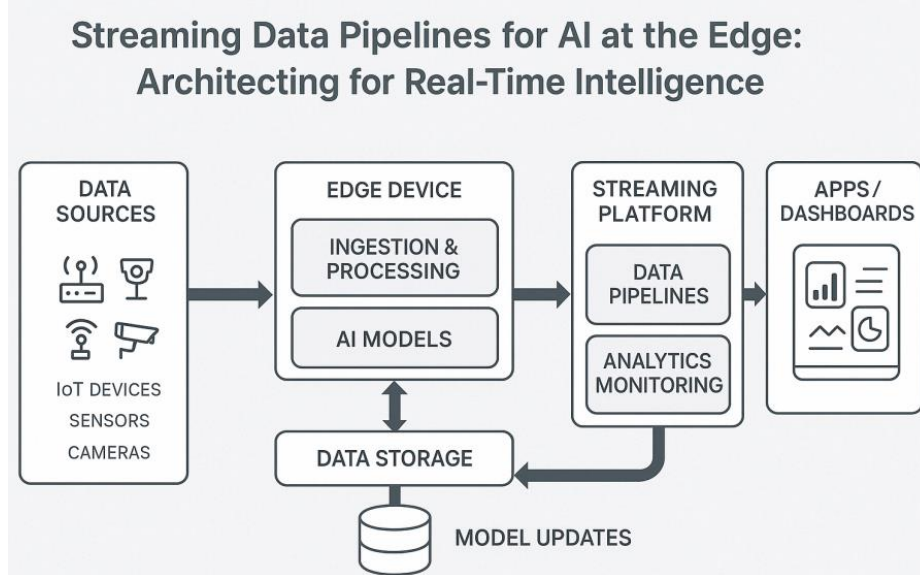 Streaming Data Pipelines for AI at the Edge:
Architecting for Real-Time Intelligence
DATA
SOURCES
IoT DEVICES
SENSORS
CAMERAS
EDGE DEVICE
INGESTION &
PROCESSING
AI MODELS
DATA STORAGE
MODEL UPDATES
STREAMING
PLATFORM
DATA
PIPELINES
ANALYTICS
MONITORING
APPS /
DASHBOARDS